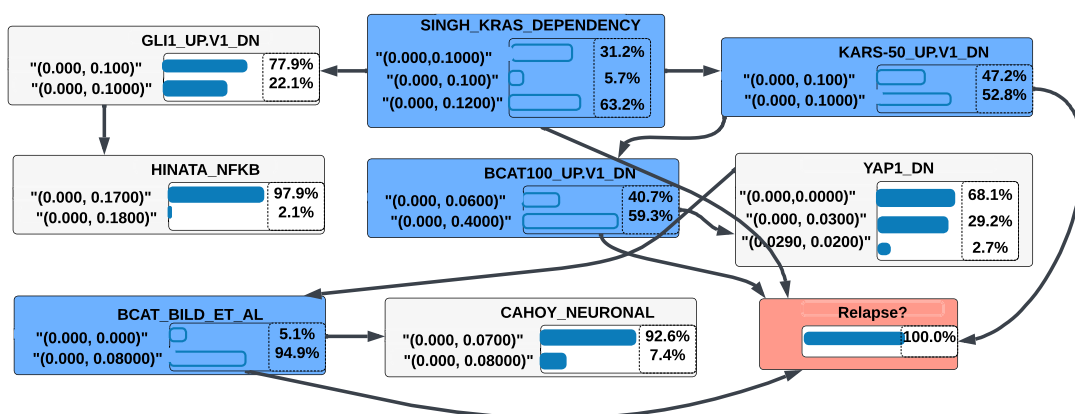 SINGH_KRAS_DEPENDENCY
"(0.000,0.1000)" 31.2%
"(0.000, 0.100)" 5.7%
"(0.000, 0.1200)" 63.2%
GLI1_UP.V1_DN
"(0.000, 0.100)" 77.9%
"(0.000, 0.1000)" 22.1%
KARS-50_UP.V1_DN
"(0.000, 0.100)" 47.2%
"(0.000, 0.1000)" 52.8%
HINATA_NFKB
"(0.000, 0.1700)" 97.9%
"(0.000, 0.1800)" 2.1%
BCAT100_UP.V1_DN
"(0.000, 0.0600)" 40.7%
"(0.000, 0.4000)" 59.3%
YAP1_DN
"(0.000,0.0000)" 68.1%
"(0.000, 0.0300)" 29.2%
"(0.0290, 0.0200)" 2.7%
BCAT_BILD_ET_AL
"(0.000, 0.000)" 5.1%
"(0.000, 0.08000)" 94.9%
CAHOY_NEURONAL
"(0.000, 0.0700)" 92.6%
"(0.000, 0.08000)" 7.4%
Relapse?
100.0%